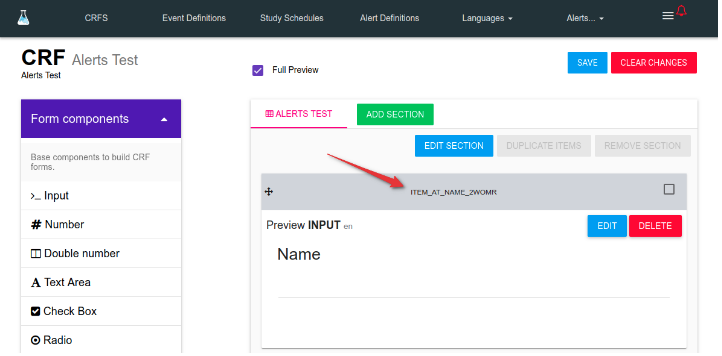 CRFS Event Definitions Study Schedules Alert Definitions Languages Alerts...
CRF Alerts Test
Alerts Test
Full Preview
SAVE CLEAR CHANGES
Form components
Base components to build CRF
forms.
>_ Input
# Number
Double number
A Text Area
Check Box
Radio
ALERTS TEST ADD SECTION
EDIT SECTION DUPLICATE ITEMS REMOVE SECTION
ITEM_AT_NAME_2WOMR
Preview INPUT en EDIT DELETE
Name